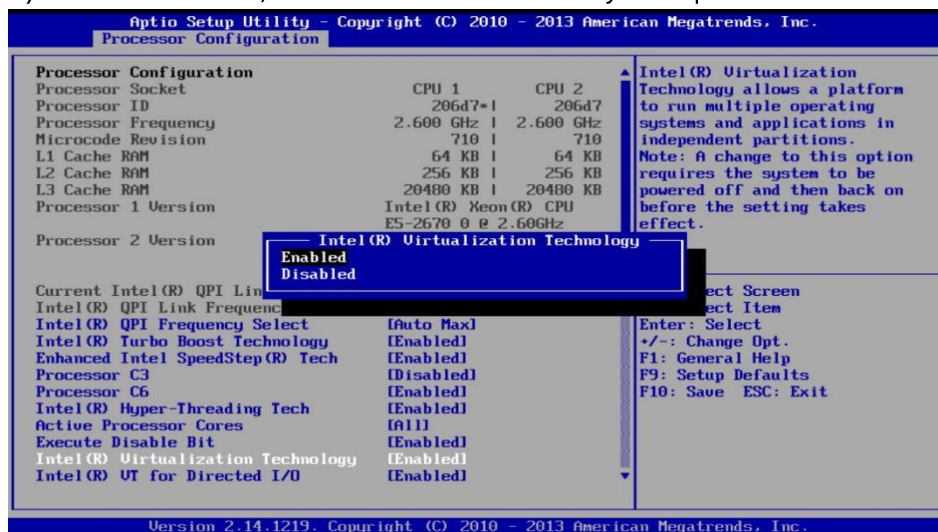 Aptio Setup Utility - Copyright (C) 2010 - 2013 American Megatrends, Inc.
Processor Configuration
Processor Configuration
Processor Socket CPU 1 CPU 2
Processor ID 206d7*| 206d7
Processor Frequency 2.600 GHz | 2.600 GHz
Microcode Revision 710 | 710
L1 Cache RAM 64 KB | 64 KB
L2 Cache RAM 256 KB | 256 KB
L3 Cache RAM 20480 KB | 20480 KB
Processor 1 Version Intel(R) Xeon(R) CPU
E5-2670 0 @ 2.60GHz
Processor 2 Version
Intel(R) Virtualization Technology
Enabled
Disabled
Current Intel(R) QPI Lin
Intel(R) QPI Link Frequenc
Intel(R) QPI Frequency Select [Auto Max]
Intel(R) Turbo Boost Technology [Enabled]
Enhanced Intel SpeedStep(R) Tech [Enabled]
Processor C3 [Disabled]
Processor C6 [Enabled]
Intel(R) Hyper-Threading Tech [Enabled]
Active Processor Cores [All]
Execute Disable Bit [Enabled]
Intel(R) Virtualization Technology [Enabled]
Intel(R) VT for Directed I/O [Enabled]
Intel(R) Virtualization
Technology allows a platform
to run multiple operating
systems and applications in
independent partitions.
Note: A change to this option
requires the system to be
powered off and then back on
before the setting takes
effect.
ect Screen
ect Item
Enter: Select
+/-: Change Opt.
F1: General Help
F9: Setup Defaults
F10: Save ESC: Exit
Version 2.14.1219. Copyright (C) 2010 - 2013 American Megatrends, Inc.